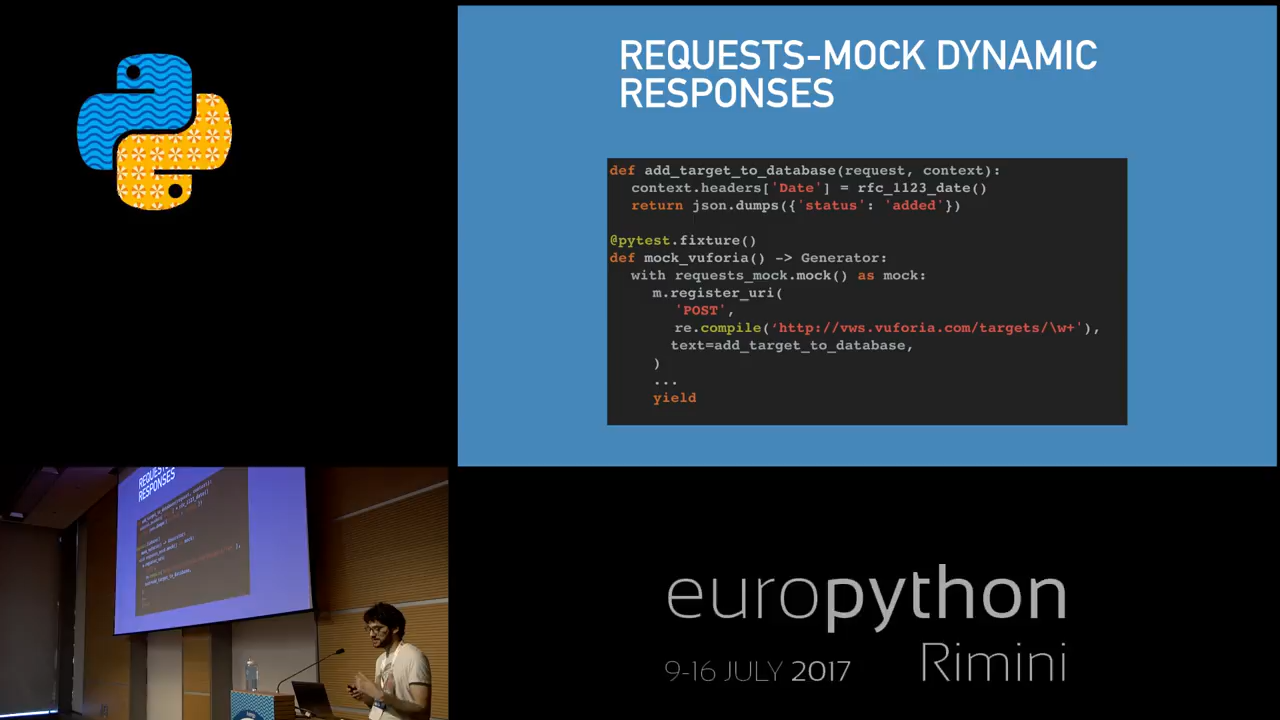 REQUESTS-MOCK DYNAMIC
RESPONSES
def add_target_to_database(request, context):
context.headers['Date'] = rfc_1123_date()
return json.dumps({'status': 'added'})
@pytest.fixture()
def mock_vuforia() -> Generator:
with requests_mock.mock() as mock:
m.register_uri(
'POST',
re.compile(‘http://vws.vuforia.com/targets/\w+'),
text=add_target_to_database,
)
...
yield
RESPONSES
europython
Rimini
9-16 JULY 2017